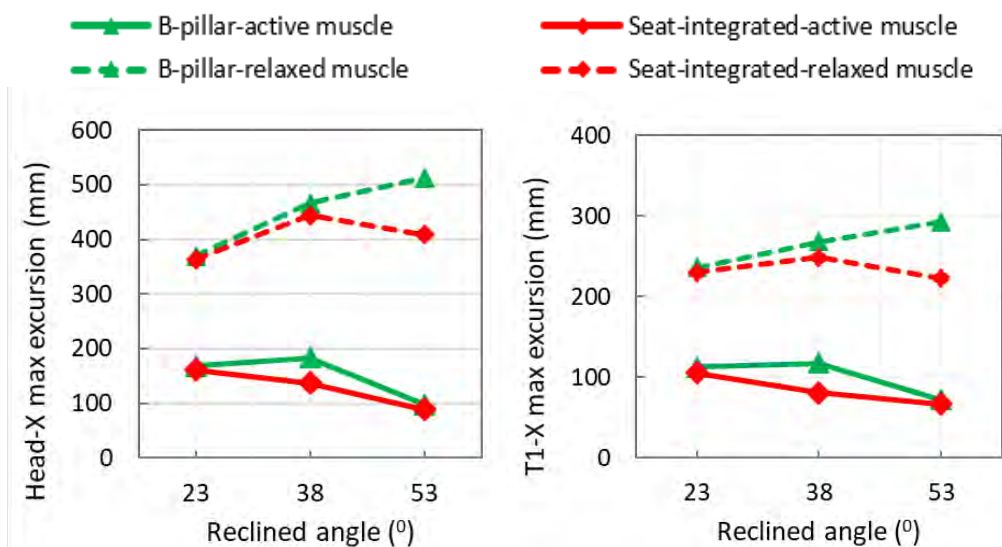 B-pillar-active muscle
Seat-integrated-active muscle
B-pillar-relaxed muscle
Seat-integrated-relaxed muscle
Head-X max excursion (mm)
600
500
400
300
200
100
0
23 38 53
Reclined angle (⁰)
T1-X max excursion (mm)
400
300
200
100
0
23 38 53
Reclined angle (⁰)